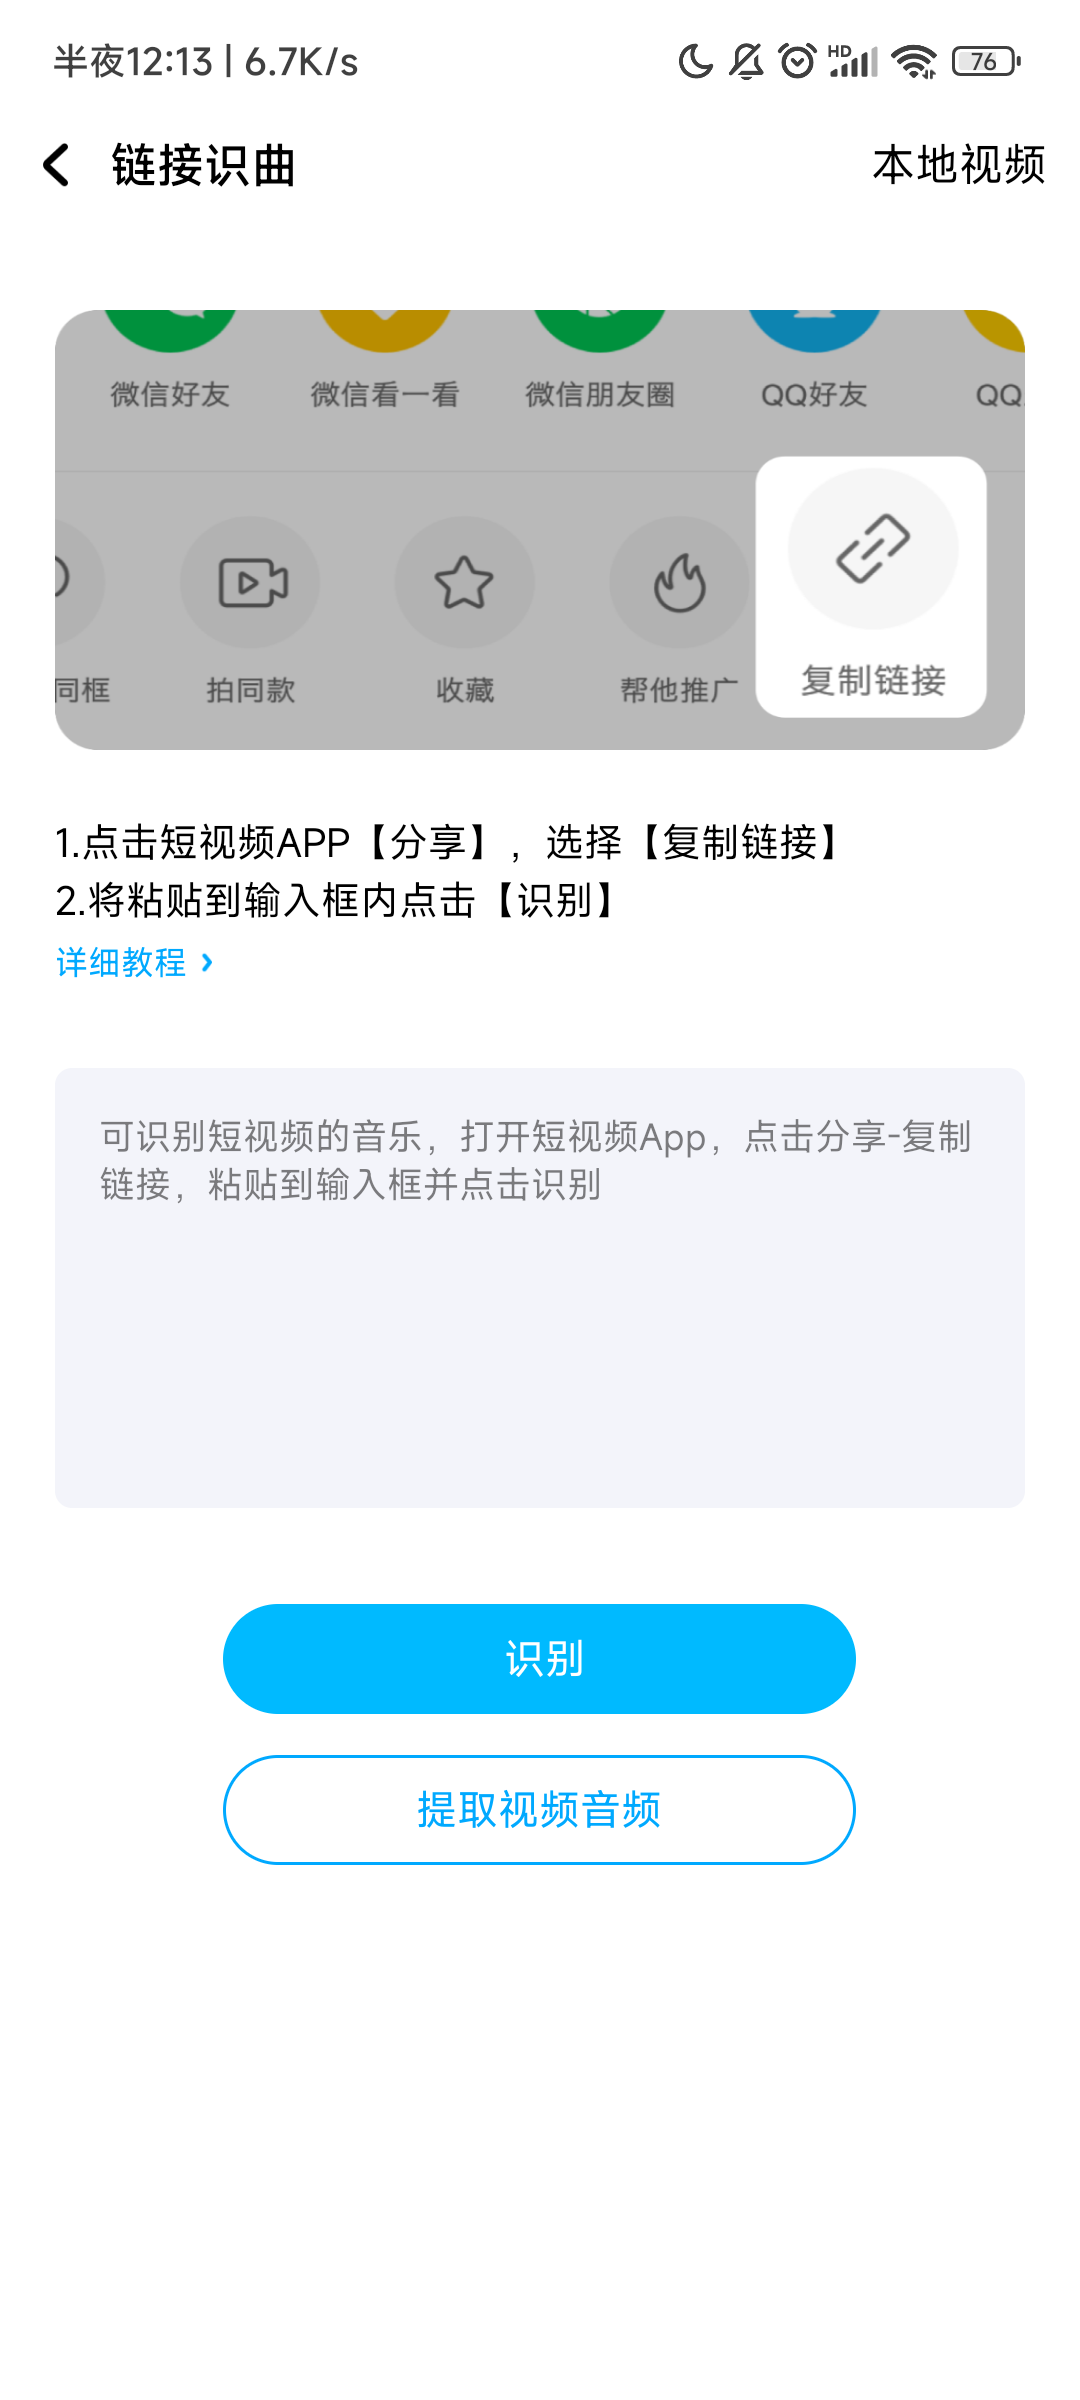 半夜12:13 | 6.7K/s
HD
76
链接识曲
本地视频
微信好友 微信看一看 微信朋友圈 QQ好友 QQ
同框 拍同款 收藏 帮他推广 复制链接
1.点击短视频APP【分享】，选择【复制链接】
2.将粘贴到输入框内点击【识别】
详细教程 ›
可识别短视频的音乐，打开短视频App，点击分享-复制
链接，粘贴到输入框并点击识别
识别
提取视频音频